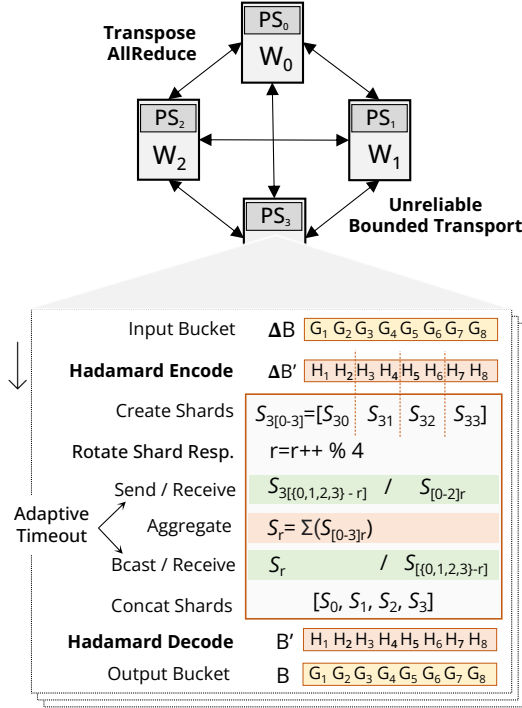 Transpose
AllReduce
PS₀
W₀
PS₂
W₂
PS₁
W₁
PS₃
Unreliable
Bounded Transport
Input Bucket ΔB G₁ G₂ G₃ G₄ G₅ G₆ G₇ G₈
Hadamard Encode ΔB' H₁ H₂ H₃ H₄ H₅ H₆ H₇ H₈
Create Shards S₃[0-3]=[S₃₀ S₃₁ S₃₂ S₃₃]
Rotate Shard Resp. r=r++ % 4
Send / Receive S₃[{0,1,2,3} - r] / S[0-2]r
Adaptive
Timeout
Aggregate Sᵣ= Σ(S[0-3]r)
Bcast / Receive Sᵣ / S[{0,1,2,3}-r]
Concat Shards [S₀, S₁, S₂, S₃]
Hadamard Decode B' H₁ H₂ H₃ H₄ H₅ H₆ H₇ H₈
Output Bucket B G₁ G₂ G₃ G₄ G₅ G₆ G₇ G₈